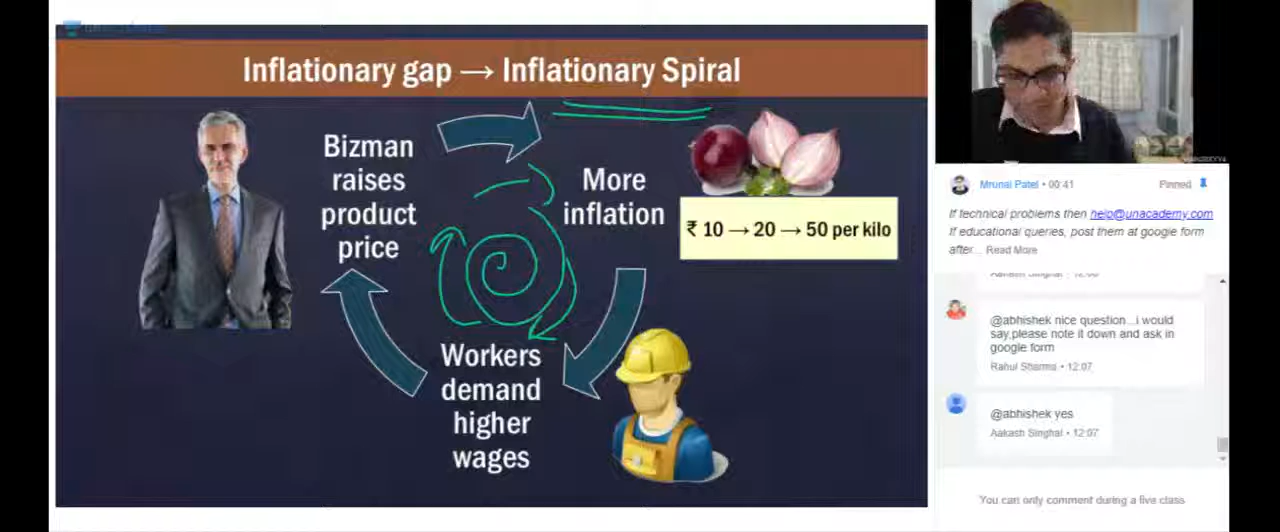 Inflationary gap → Inflationary Spiral
Bizman
raises
product
price
More
inflation
₹ 10 → 20 → 50 per kilo
Workers
demand
higher
wages
Mrunal Patel • 00:41
Pinned
If technical problems then help@unacademy.com
If educational queries, post them at google form
after... Read More
@abhishek nice question...i would
say,please note it down and ask in
google form
Rahul Sharma • 12:07
@abhishek yes
Aakash Singhal • 12:07
You can only comment during a live class